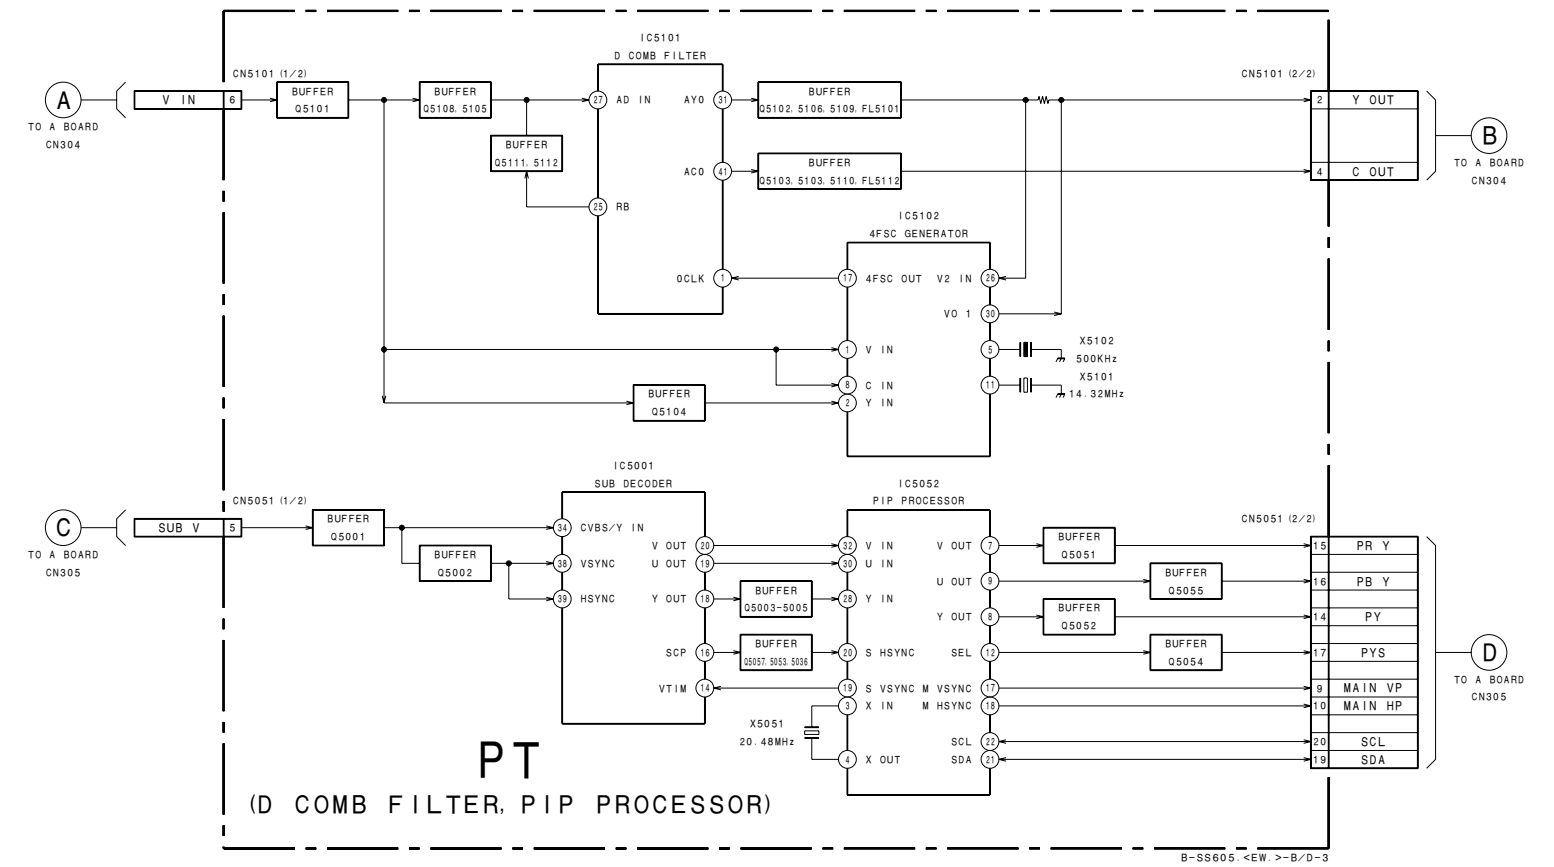 IC5101
D COMB FILTER
CN5101 (1/2)
CN5101 (2/2)
A
TO A BOARD
CN304
V IN
6
BUFFER
Q5101
BUFFER
Q5108, 5105
BUFFER
Q5111, 5112
27
AD IN
AYO
31
BUFFER
Q5102, 5106, 5109, FL5101
2
Y OUT
ACO
41
BUFFER
Q5103, 5103, 5110, FL5112
4
C OUT
B
TO A BOARD
CN304
25
RB
OCLK
1
IC5102
4FSC GENERATOR
17
4FSC OUT
V2 IN
26
VO 1
30
1
V IN
5
X5102
500KHz
8
C IN
11
X5101
14.32MHz
2
Y IN
BUFFER
Q5104
IC5001
SUB DECODER
IC5052
PIP PROCESSOR
CN5051 (1/2)
CN5051 (2/2)
C
TO A BOARD
CN305
SUB V
5
BUFFER
Q5001
BUFFER
Q5002
34
CVBS/Y IN
38
VSYNC
39
HSYNC
V OUT
20
U OUT
19
Y OUT
18
SCP
16
VTIM
14
BUFFER
Q5003-5005
BUFFER
Q5057, 5053, 5036
32
V IN
30
U IN
28
Y IN
20
S HSYNC
19
S VSYNC
3
X IN
4
X OUT
X5051
20.48MHz
V OUT
7
U OUT
9
Y OUT
8
SEL
12
M VSYNC
17
M HSYNC
18
SCL
22
SDA
21
BUFFER
Q5051
BUFFER
Q5055
BUFFER
Q5052
BUFFER
Q5054
15
PR Y
16
PB Y
14
PY
17
PYS
9
MAIN VP
10
MAIN HP
20
SCL
19
SDA
D
TO A BOARD
CN305
PT
(D COMB FILTER, PIP PROCESSOR)
B-SS605.<EW.>-B/D-3